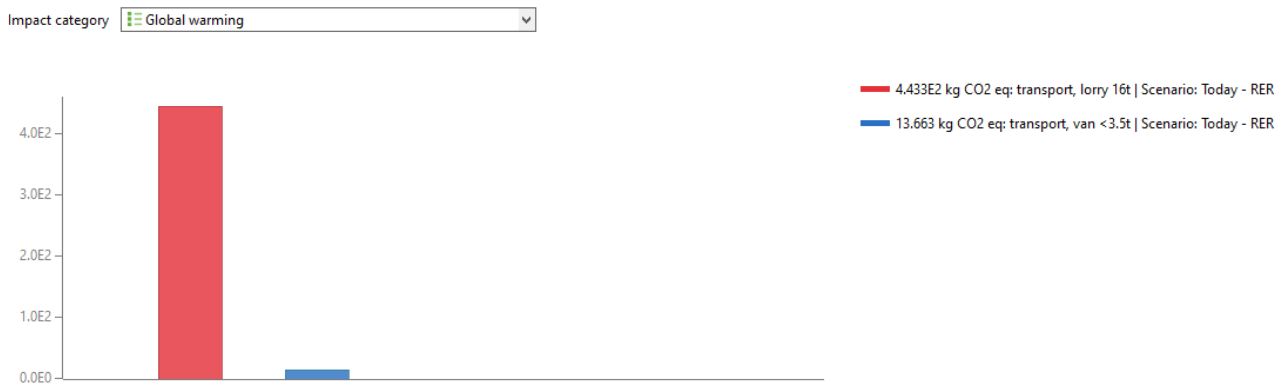 Impact category Global warming
4.433E2 kg CO2 eq: transport, lorry 16t | Scenario: Today - RER
13.663 kg CO2 eq: transport, van <3.5t | Scenario: Today - RER
4.0E2
3.0E2
2.0E2
1.0E2
0.0E0